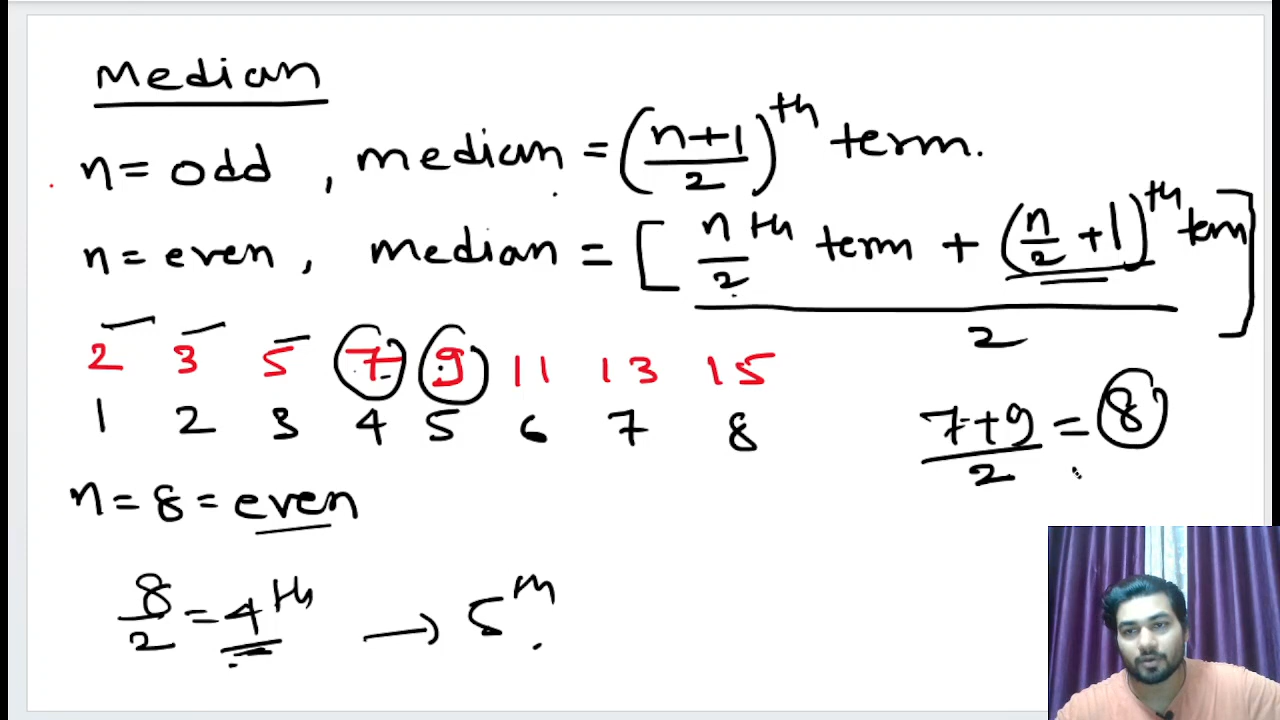 Median
n = odd , median = (n+1/2)th term.
n = even , median = [n/2 th term + (n/2 + 1)th term / 2]
2 3 5 7 9 11 13 15
1 2 3 4 5 6 7 8
7+9/2 = 8
n = 8 = even
8/2 = 4th → 5th